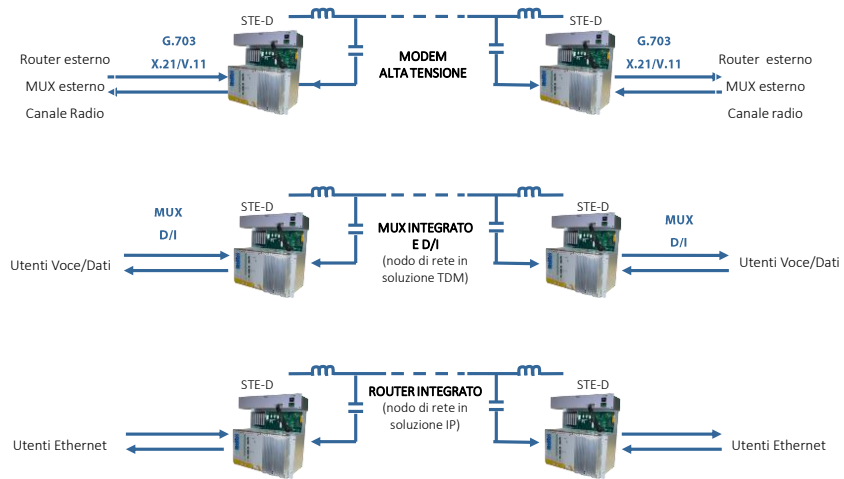 STE-D
STE-D
G.703
X.21/V.11
MODEM
ALTA TENSIONE
G.703
X.21/V.11
Router esterno
MUX esterno
Canale Radio
Router esterno
MUX esterno
Canale radio
STE-D
STE-D
MUX
D/I
MUX INTEGRATO
E D/I
(nodo di rete in
soluzione TDM)
MUX
D/I
Utenti Voce/Dati
Utenti Voce/Dati
STE-D
STE-D
ROUTER INTEGRATO
(nodo di rete in
soluzione IP)
Utenti Ethernet
Utenti Ethernet